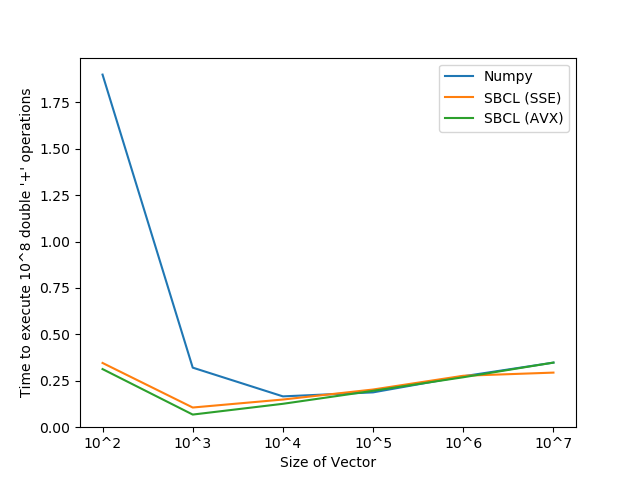 Numpy
SBCL (SSE)
SBCL (AVX)
Time to execute 10^8 double '+' operations
1.75
1.50
1.25
1.00
0.75
0.50
0.25
0.00
10^2
10^3
10^4
10^5
10^6
10^7
Size of Vector